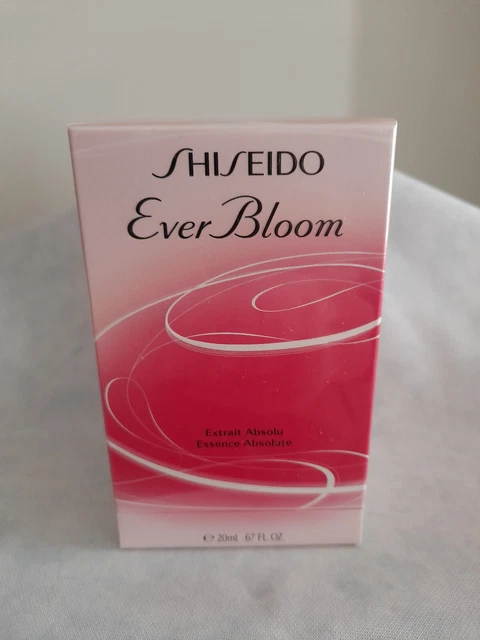 SHISEIDO
Ever Bloom
Extrait Absolu
Essence Absolute
℮ 20mL 67 FL. OZ.